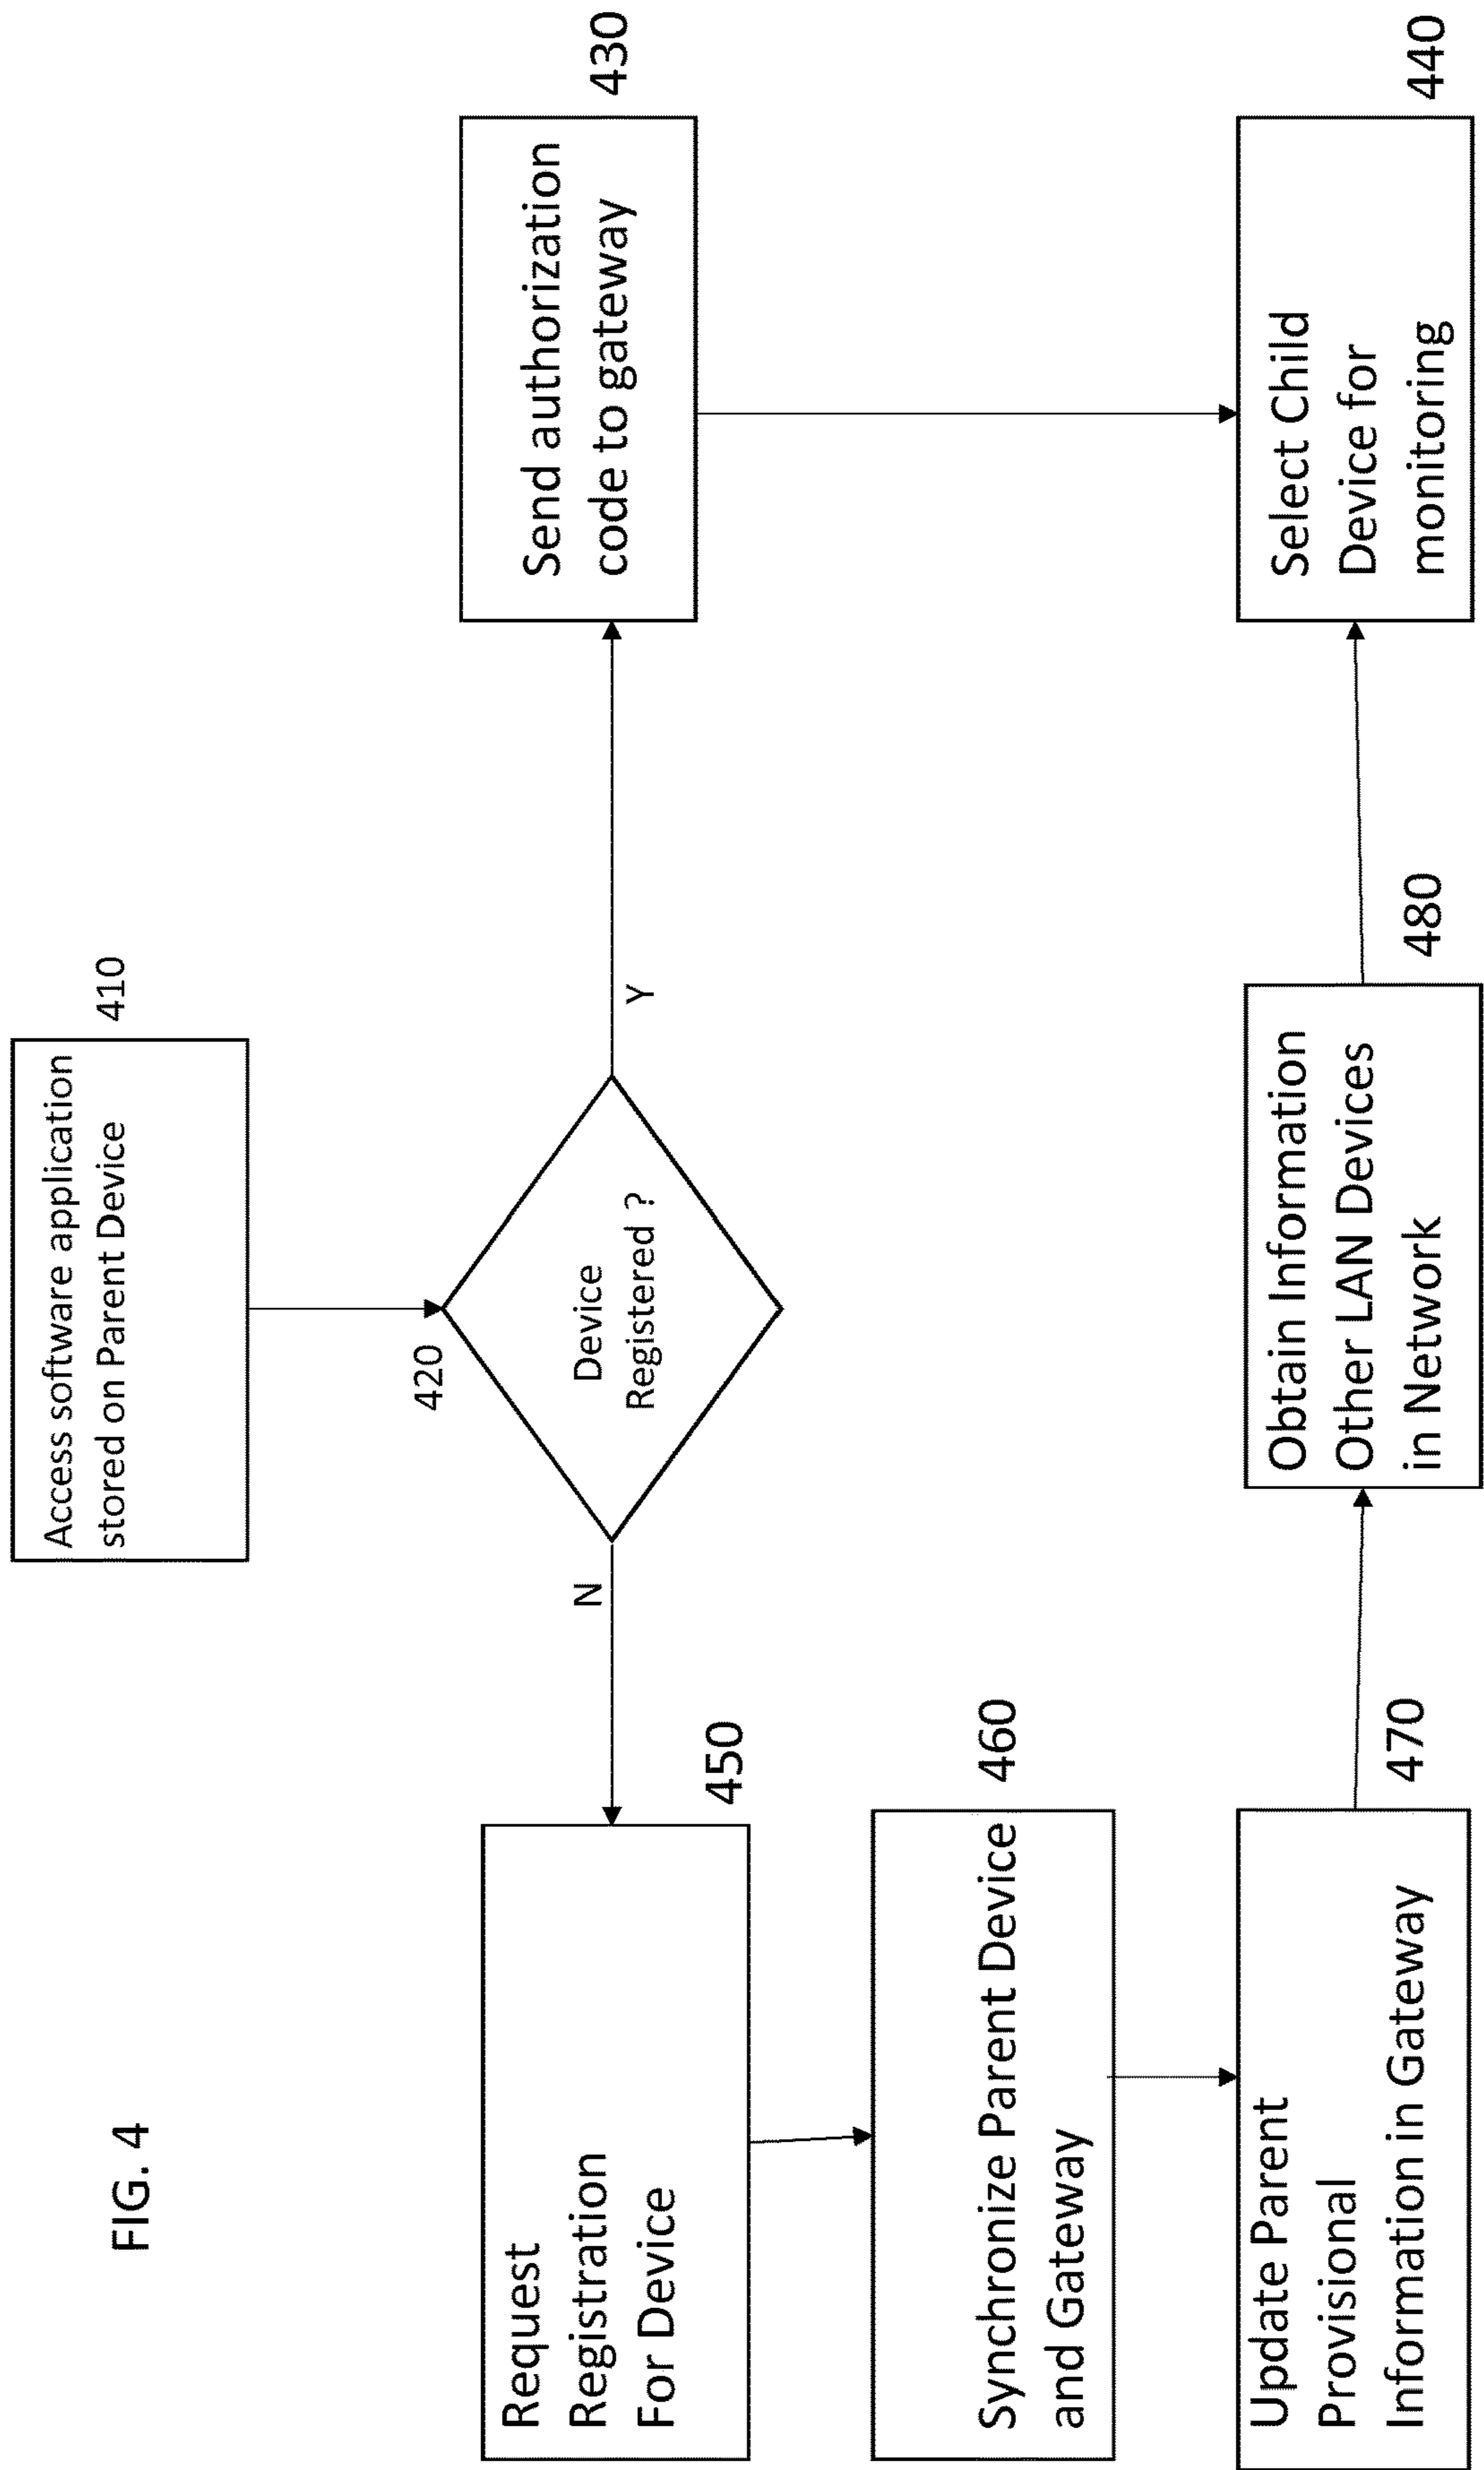 FIG. 4
Access software application
stored on Parent Device
410
420
Device
Registered ?
N
Y
Request
Registration
For Device
450
Send authorization
code to gateway
430
Synchronize Parent Device
and Gateway
460
Update Parent
Provisional
Information in Gateway
470
Obtain Information
Other LAN Devices
in Network
480
Select Child
Device for
monitoring
440